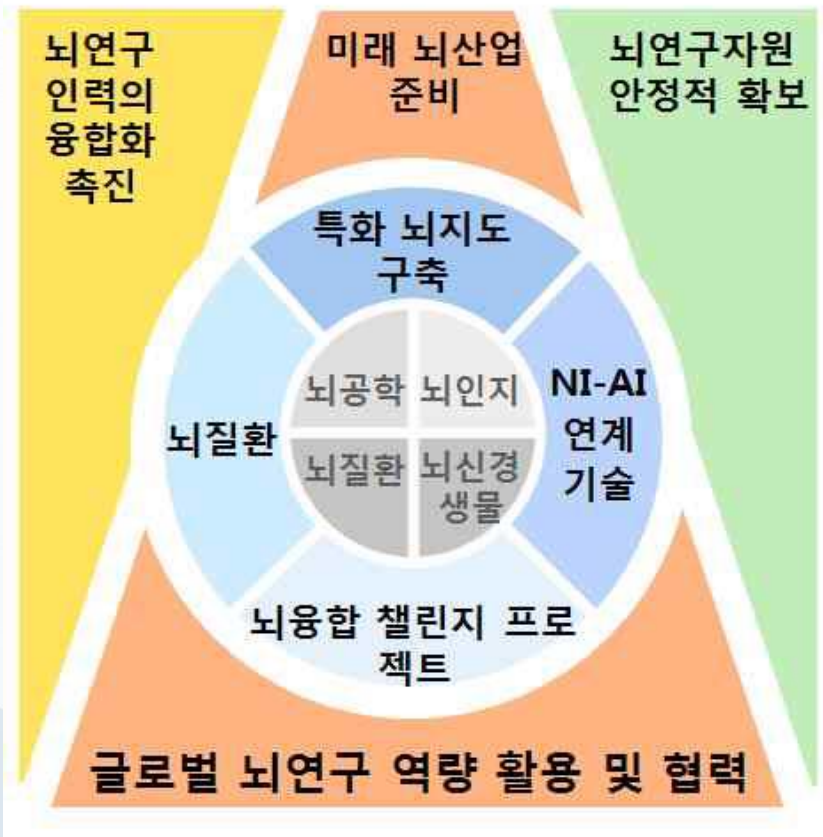 뇌연구
인력의
융합화
촉진
미래 뇌산업
준비
뇌연구자원
안정적 확보
특화 뇌지도
구축
뇌공학
뇌인지
뇌질환
NI-AI
연계
기술
뇌질환
뇌신경
생물
뇌융합 챌린지 프로
젝트
글로벌 뇌연구 역량 활용 및 협력